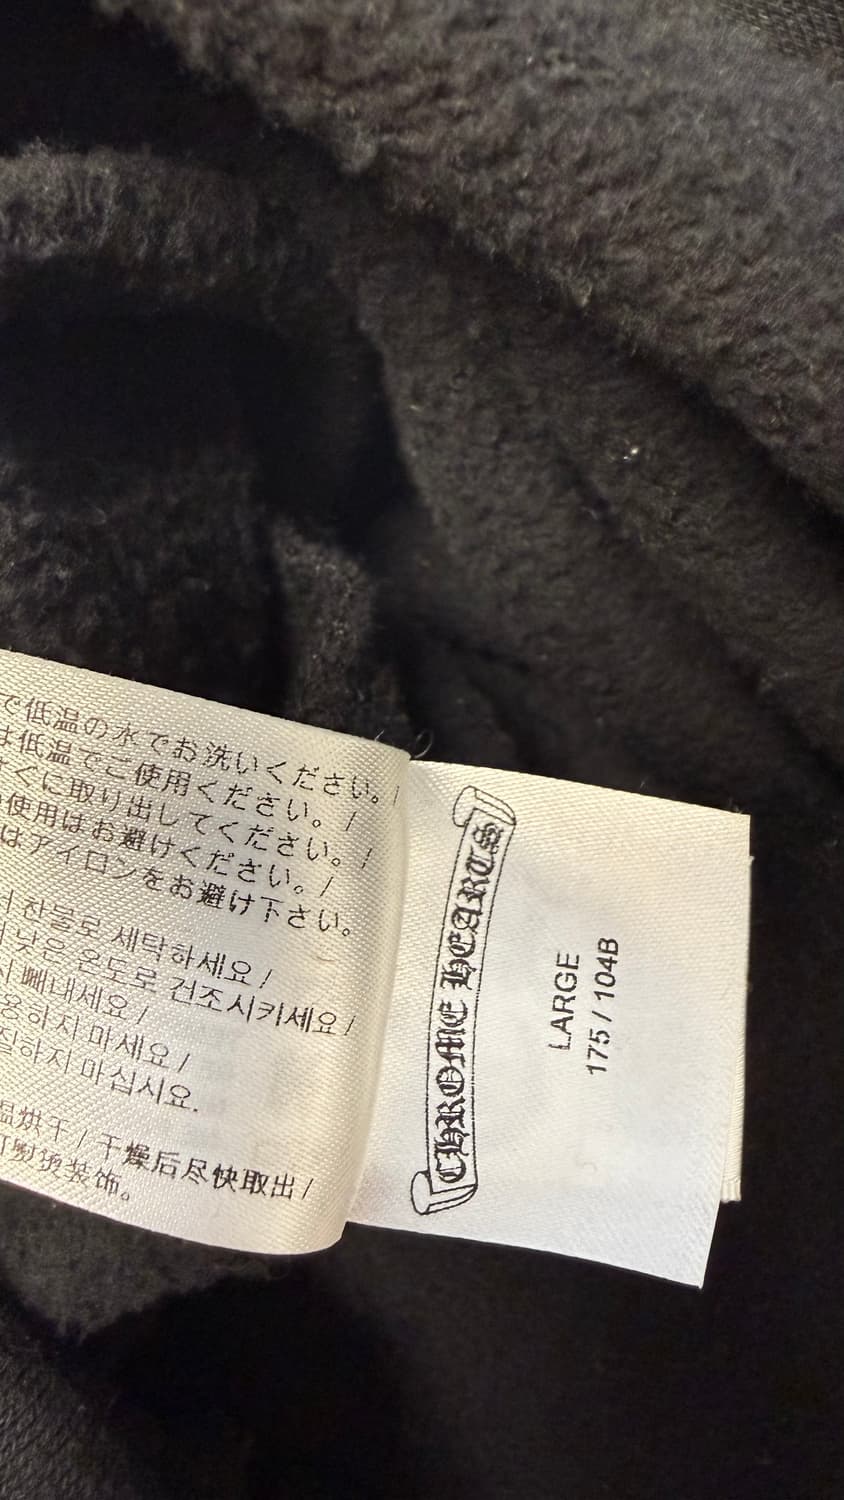 で低温の水でお洗いください。/
は低温でご使用ください。/
すぐに取り出してください。/
使用はお避けください。/
はアイロンをお避け下さい。
찬물로 세탁하세요 /
낮은 온도로 건조시키세요 /
빼내세요 /
용하지 마세요 /
질하지 마십시요.
温烘干 / 干燥后尽快取出 /
熨烫装饰。
CHROME HEARTS
LARGE
175 / 104B